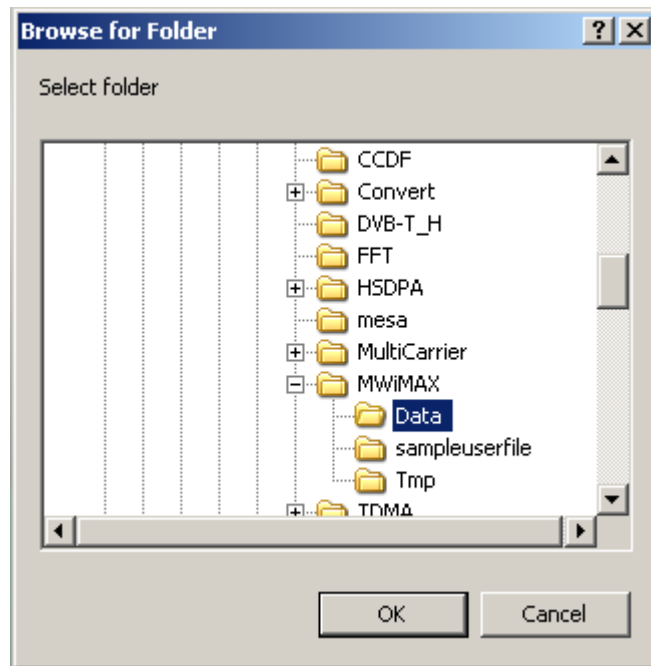 Browse for Folder
Select folder
CCDF
Convert
DVB-T_H
FFT
HSDPA
mesa
MultiCarrier
MWiMAX
Data
sampleuserfile
Tmp
TDMA
OK Cancel